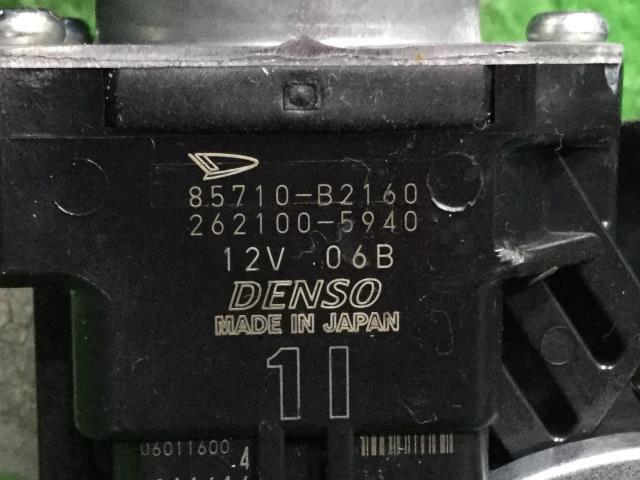 85710-B2160
262100-5940
12V 06B
DENSO
MADE IN JAPAN
11
06011600
4